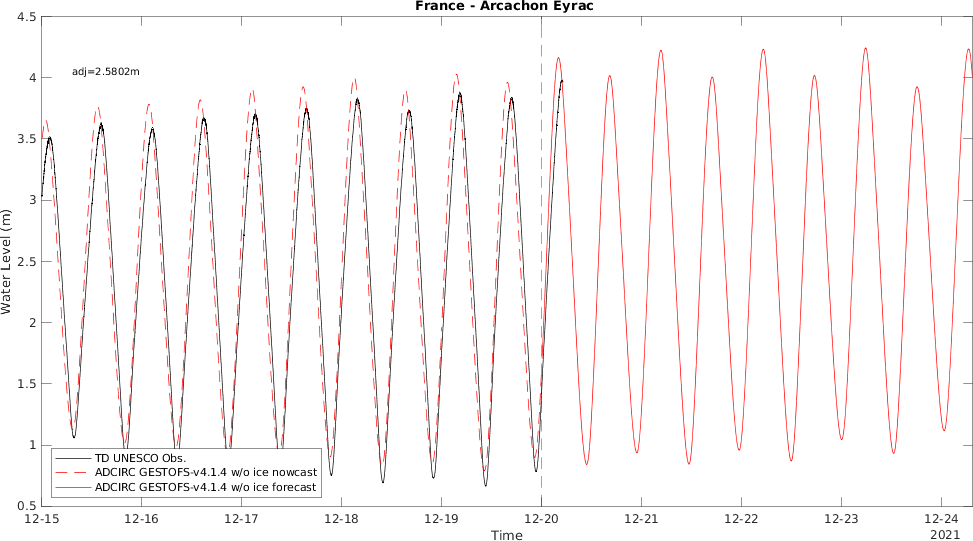 France - Arcachon Eyrac
adj=2.5802m
Water Level (m)
4.5
4
3.5
3
2.5
2
1.5
1
0.5
TD UNESCO Obs.
ADCIRC GESTOFS-v4.1.4 w/o ice nowcast
ADCIRC GESTOFS-v4.1.4 w/o ice forecast
12-15 12-16 12-17 12-18 12-19 12-20 12-21 12-22 12-23 12-24
2021
Time